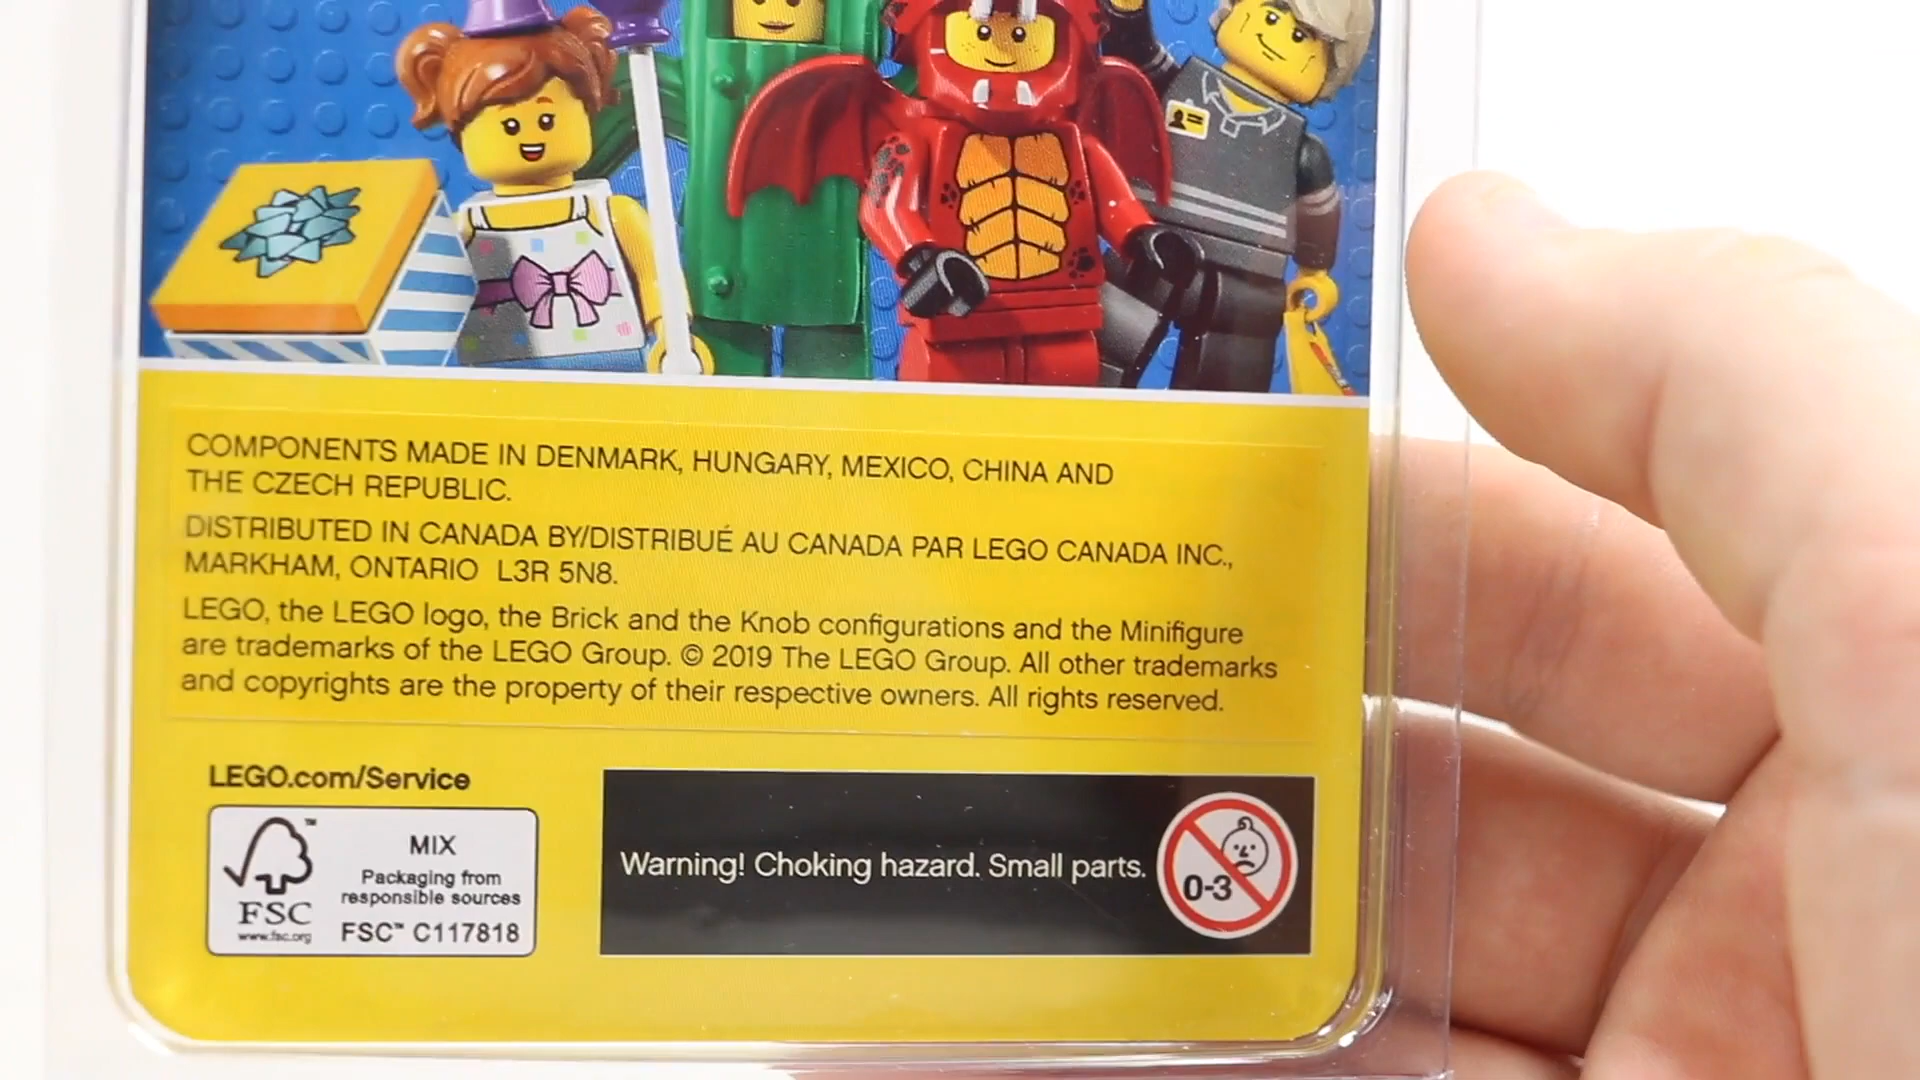 COMPONENTS MADE IN DENMARK, HUNGARY, MEXICO, CHINA AND
THE CZECH REPUBLIC.
DISTRIBUTED IN CANADA BY/DISTRIBUÉ AU CANADA PAR LEGO CANADA INC.,
MARKHAM, ONTARIO L3R 5N8.
LEGO, the LEGO logo, the Brick and the Knob configurations and the Minifigure
are trademarks of the LEGO Group. © 2019 The LEGO Group. All other trademarks
and copyrights are the property of their respective owners. All rights reserved.
LEGO.com/Service
FSC
www.fsc.org
MIX
Packaging from
responsible sources
FSC™ C117818
Warning! Choking hazard. Small parts.
0-3